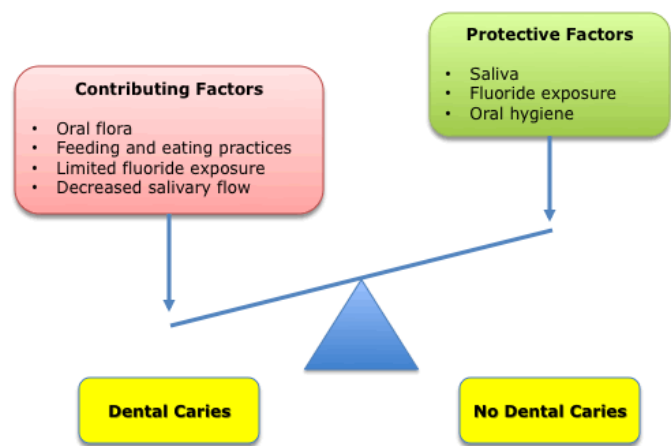 Contributing Factors
• Oral flora
• Feeding and eating practices
• Limited fluoride exposure
• Decreased salivary flow
Protective Factors
• Saliva
• Fluoride exposure
• Oral hygiene
Dental Caries
No Dental Caries